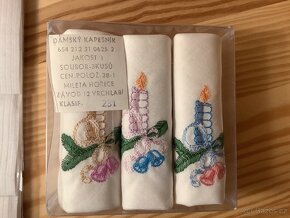 DÁMSKÝ KAPESNÍK
654 212 31 0625 2
JAKOST 1
SOUBOR-3KUSŮ
CEN.POLOŽ.28.1
MILETA HOŘICE
ZÁVOD 12 VRCHLABÍ
KLASIF. 251